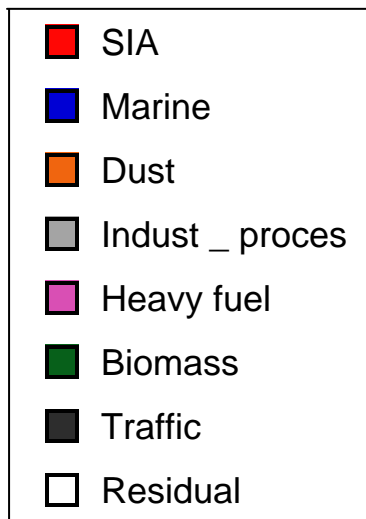 SIA
Marine
Dust
Indust _ proces
Heavy fuel
Biomass
Traffic
Residual